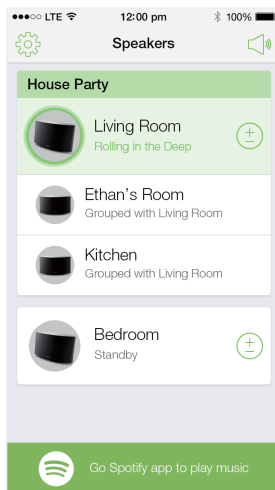 LTE 12:00 pm 100%
Speakers
House Party
Living Room
Rolling in the Deep
Ethan's Room
Grouped with Living Room
Kitchen
Grouped with Living Room
Bedroom
Standby
Go Spotify app to play music